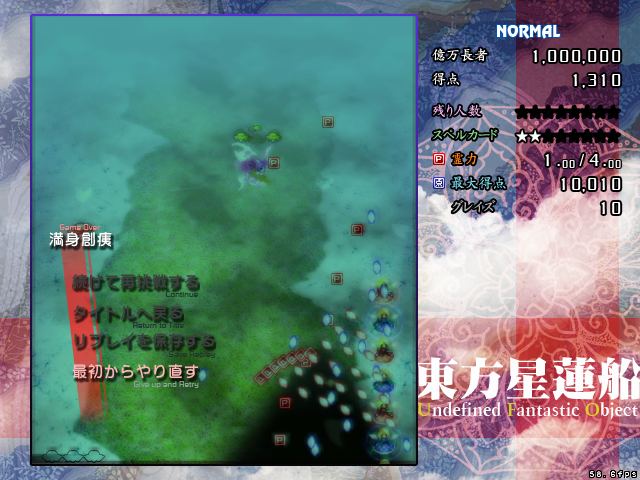 NORMAL
億万長者 1,000,000
得点 1,310
残り人数
スペルカード
P 霊力 1.00/4.00
点 最大得点 10,010
グレイズ 10
Game Over
満身創痍
続けて再挑戦する
Continue
タイトルへ戻る
Return to Title
リプレイを保存する
Save Replay
最初からやり直す
Give up and Retry
東方星蓮船
Undefined Fantastic Object
58.6fps